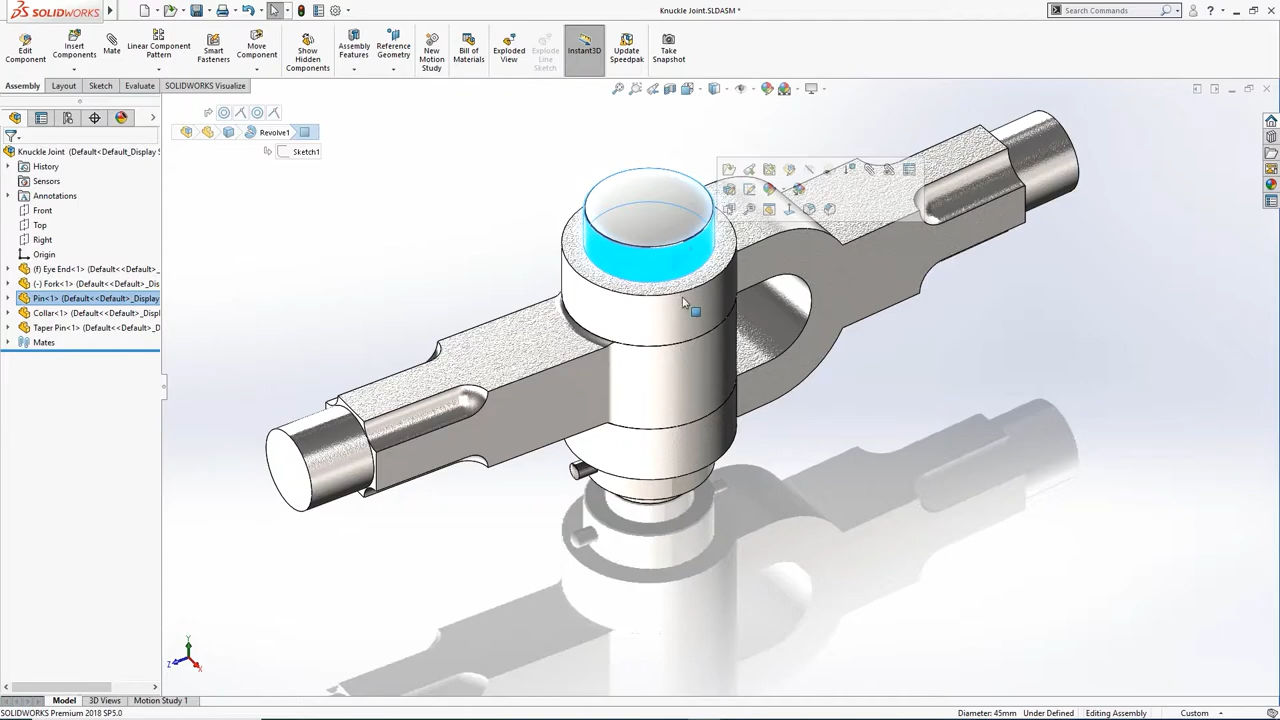 SOLIDWORKS
Knuckle Joint.SLDASM *
Search Commands
Edit Component
Insert Components
Mate
Linear Component Pattern
Smart Fasteners
Move Component
Show Hidden Components
Assembly Features
Reference Geometry
New Motion Study
Bill of Materials
Exploded View
Explode Line Sketch
Instant3D
Update Speedpak
Take Snapshot
Assembly
Layout
Sketch
Evaluate
SOLIDWORKS Visualize
Revolve1
Sketch1
Knuckle Joint (Default<Default_Display S
History
Sensors
Annotations
Front
Top
Right
Origin
(f) Eye End<1> (Default<<Default>_
(-) Fork<1> (Default<<Default>_Disp
Pin<1> (Default<<Default>_Display
Collar<1> (Default<<Default>_Displ
Taper Pin<1> (Default<<Default>_D
Mates
Y
Z
X
Model
3D Views
Motion Study 1
SOLIDWORKS Premium 2018 SP5.0
Diameter: 45mm
Under Defined
Editing Assembly
Custom